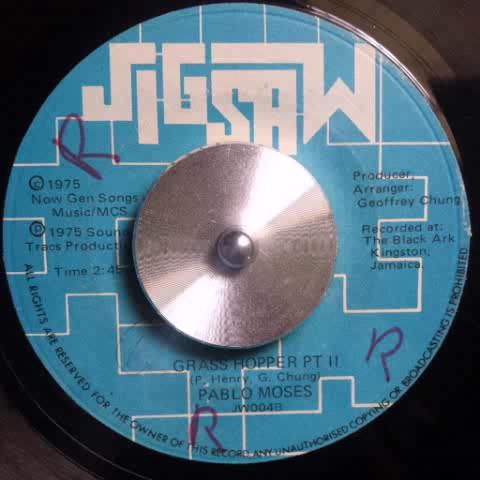 JIGSAW
R
© 1975
Now Gen Songs
Music/MCS
℗ 1975 Sound
Tracs Productio
Time 2:45
Producer,
Arranger:
Geoffrey Chung
Recorded at:
The Black Ark
Kingston,
Jamaica.
GRASS HOPPER PT II
(P. Henry, G. Chung)
PABLO MOSES
JW004B
R
R
ALL RIGHTS ARE RESERVED FOR THE OWNER OF THIS RECORD ANY UNAUTHORISED COPYING OR BROADCASTING IS PROHIBITED